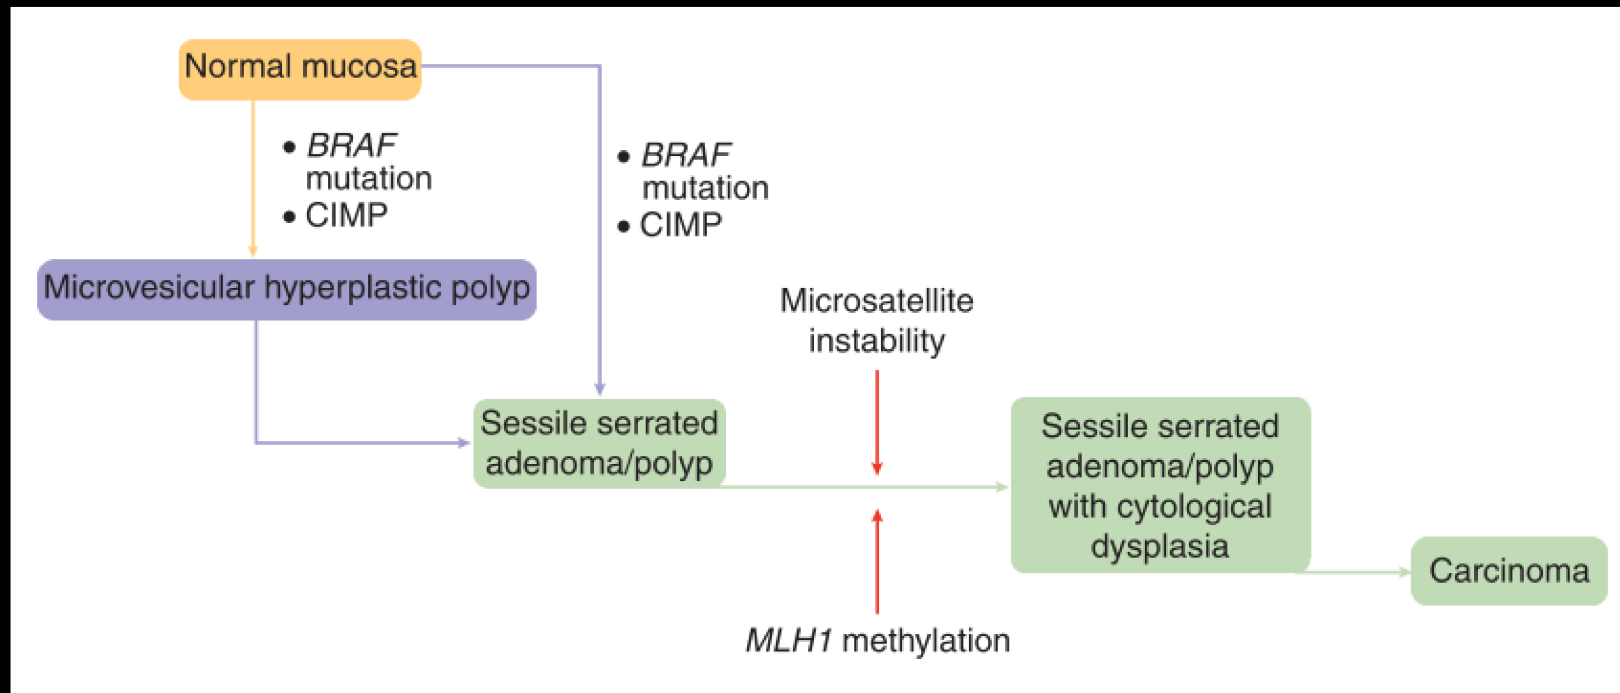 Normal mucosa
• BRAF
mutation
• CIMP
• BRAF
mutation
• CIMP
Microvesicular hyperplastic polyp
Microsatellite
instability
Sessile serrated
adenoma/polyp
Sessile serrated
adenoma/polyp
with cytological
dysplasia
Carcinoma
MLH1 methylation